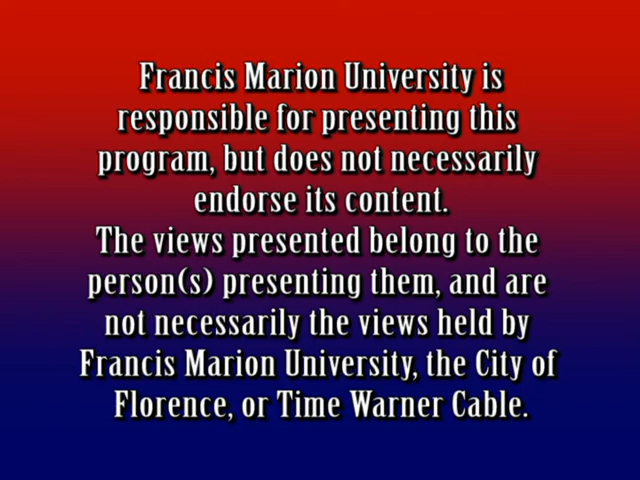 Francis Marion University is
responsible for presenting this
program, but does not necessarily
endorse its content.
The views presented belong to the
person(s) presenting them, and are
not necessarily the views held by
Francis Marion University, the City of
Florence, or Time Warner Cable.